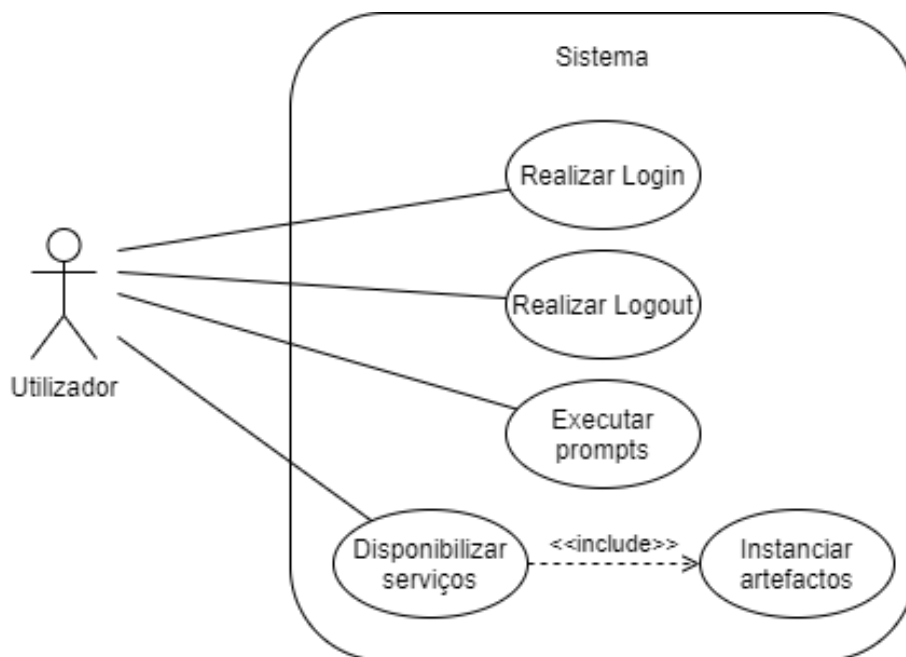 Sistema
Realizar Login
Realizar Logout
Utilizador
Executar
prompts
Disponibilizar
serviços
<<include>>
Instanciar
artefactos